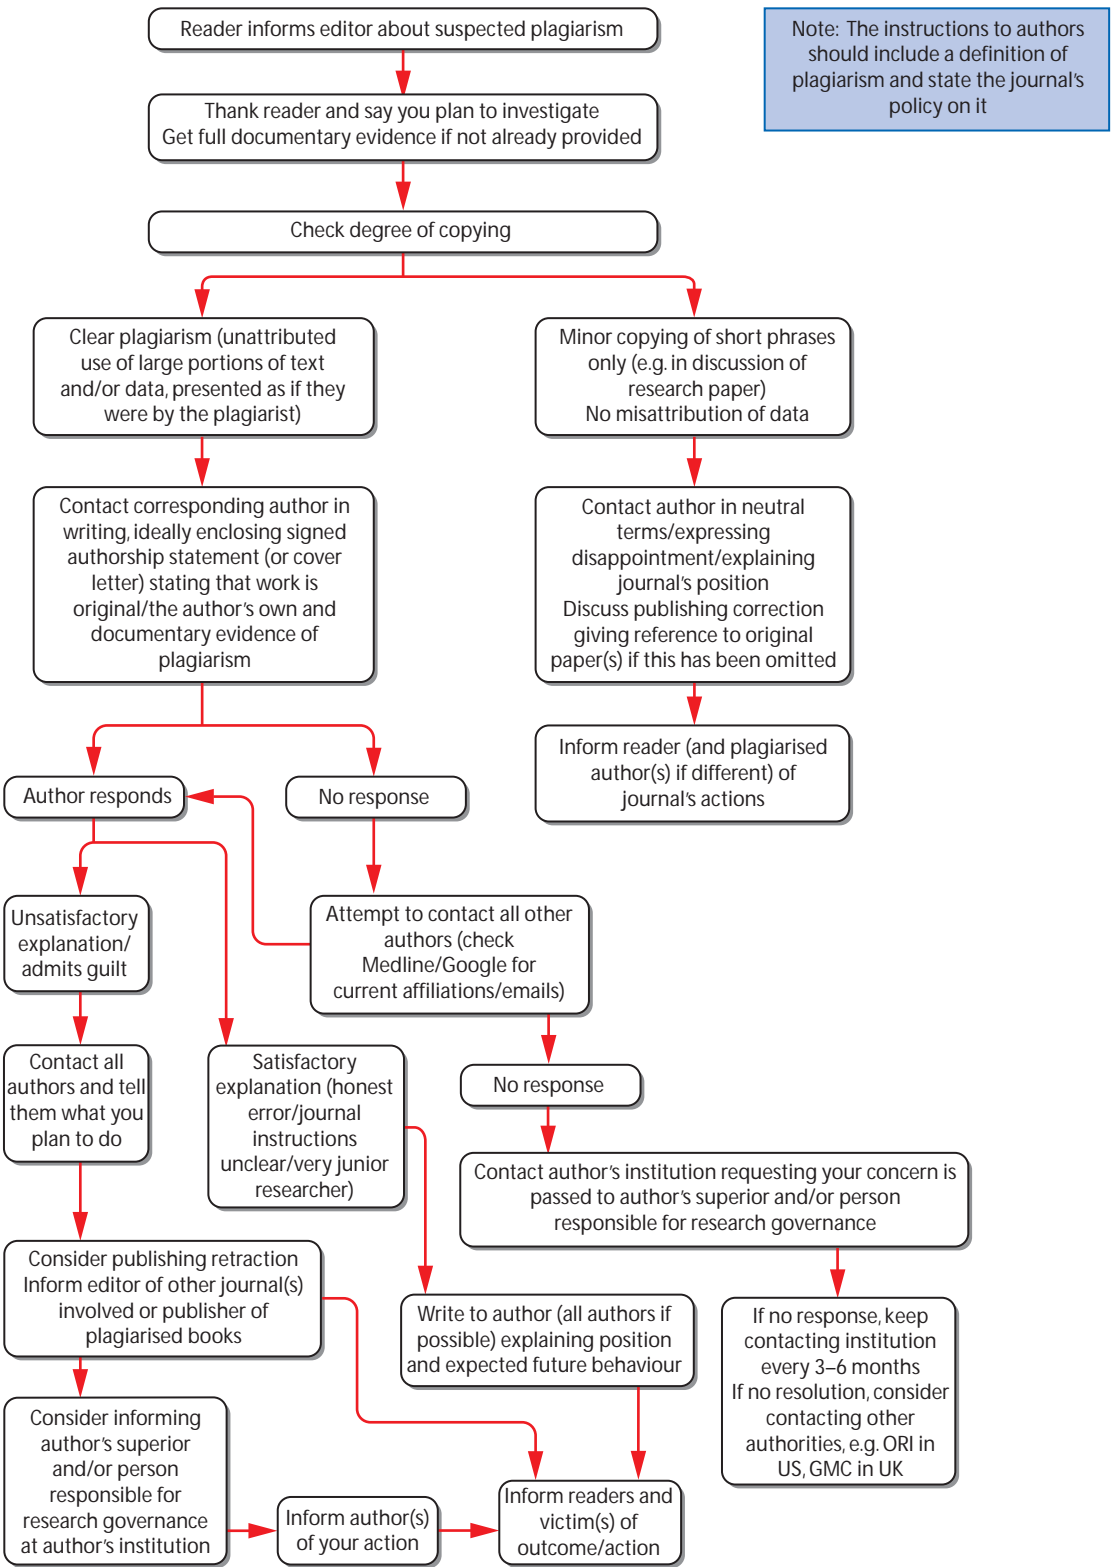 Reader informs editor about suspected plagiarism
Note: The instructions to authors
should include a definition of
plagiarism and state the journal's
policy on it
Thank reader and say you plan to investigate
Get full documentary evidence if not already provided
Check degree of copying
Clear plagiarism (unattributed
use of large portions of text
and/or data, presented as if they
were by the plagiarist)
Minor copying of short phrases
only (e.g. in discussion of
research paper)
No misattribution of data
Contact corresponding author in
writing, ideally enclosing signed
authorship statement (or cover
letter) stating that work is
original/the author's own and
documentary evidence of
plagiarism
Contact author in neutral
terms/expressing
disappointment/explaining
journal's position
Discuss publishing correction
giving reference to original
paper(s) if this has been omitted
Inform reader (and plagiarised
author(s) if different) of
journal's actions
Author responds
No response
Unsatisfactory
explanation/
admits guilt
Attempt to contact all other
authors (check
Medline/Google for
current affiliations/emails)
Contact all
authors and tell
them what you
plan to do
Satisfactory
explanation (honest
error/journal
instructions
unclear/very junior
researcher)
No response
Contact author's institution requesting your concern is
passed to author's superior and/or person
responsible for research governance
Consider publishing retraction
Inform editor of other journal(s)
involved or publisher of
plagiarised books
Write to author (all authors if
possible) explaining position
and expected future behaviour
If no response, keep
contacting institution
every 3–6 months
If no resolution, consider
contacting other
authorities, e.g. ORI in
US, GMC in UK
Consider informing
author's superior
and/or person
responsible for
research governance
at author's institution
Inform author(s)
of your action
Inform readers and
victim(s) of
outcome/action